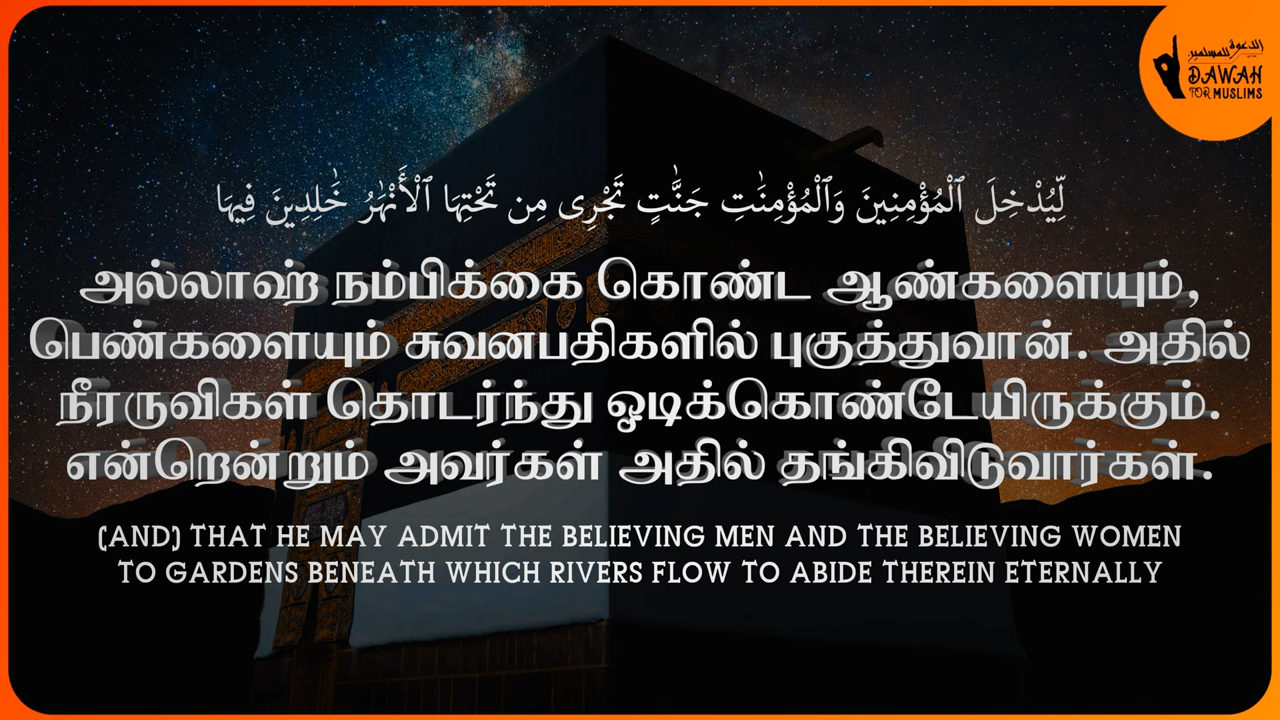 الدعوة للمسلمين
DAWAH
FOR MUSLIMS
لِّيُدْخِلَ ٱلْمُؤْمِنِينَ وَٱلْمُؤْمِنَٰتِ جَنَّٰتٍ تَجْرِى مِن تَحْتِهَا ٱلْأَنْهَٰرُ خَٰلِدِينَ فِيهَا
அல்லாஹ் நம்பிக்கை கொண்ட ஆண்களையும்,
பெண்களையும் சுவனபதிகளில் புகுத்துவான். அதில்
நீரருவிகள் தொடர்ந்து ஓடிக்கொண்டேயிருக்கும்.
என்றென்றும் அவர்கள் அதில் தங்கிவிடுவார்கள்.
(AND) THAT HE MAY ADMIT THE BELIEVING MEN AND THE BELIEVING WOMEN
TO GARDENS BENEATH WHICH RIVERS FLOW TO ABIDE THEREIN ETERNALLY